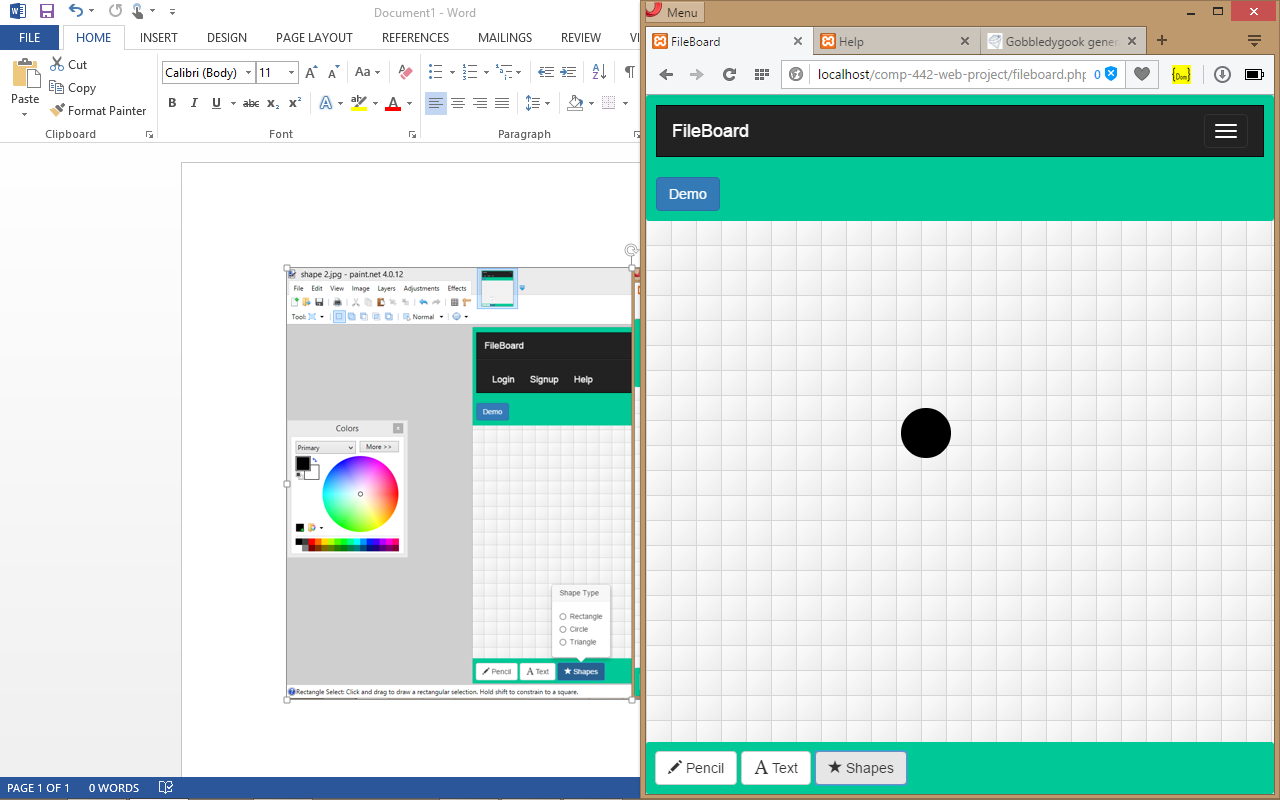 Document1 - Word
FILE HOME INSERT DESIGN PAGE LAYOUT REFERENCES MAILINGS REVIEW VI
Paste
Cut
Copy
Format Painter
Calibri (Body) 11
Clipboard Font Paragraph
shape 2.jpg - paint.net 4.0.12
File Edit View Image Layers Adjustments Effects
Tool: Normal
FileBoard
Login Signup Help
Demo
Colors
Primary More >>
Shape Type
Rectangle
Circle
Triangle
Pencil A Text Shapes
Rectangle Select: Click and drag to draw a rectangular selection. Hold shift to constrain to a square.
PAGE 1 OF 1 0 WORDS
Menu
FileBoard Help Gobbledygook gener
localhost/comp-442-web-project/fileboard.php 0 {Dom}
FileBoard
Demo
Pencil A Text Shapes